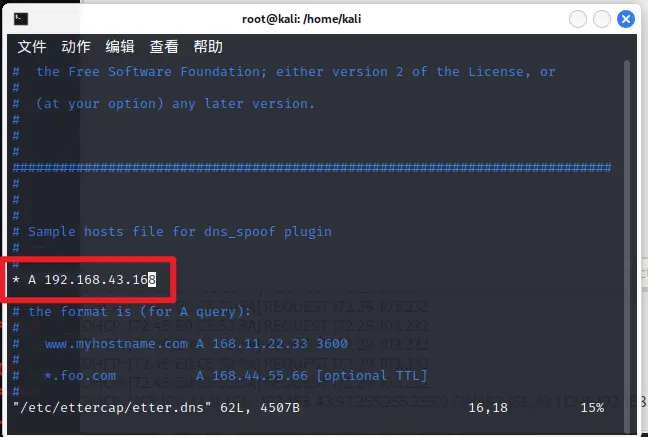 root@kali: /home/kali
文件 动作 编辑 查看 帮助
#  the Free Software Foundation; either version 2 of the License, or
#
#  (at your option) any later version.
#
#
#
###########################################################################
#
#
#
# Sample hosts file for dns_spoof plugin
#
#
* A 192.168.43.168
# the format is (for A query):
#
#   www.myhostname.com A 168.11.22.33 3600
#
#   *.foo.com          A 168.44.55.66 [optional TTL]
#
"/etc/ettercap/etter.dns" 62L, 4507B                     16,18         15%